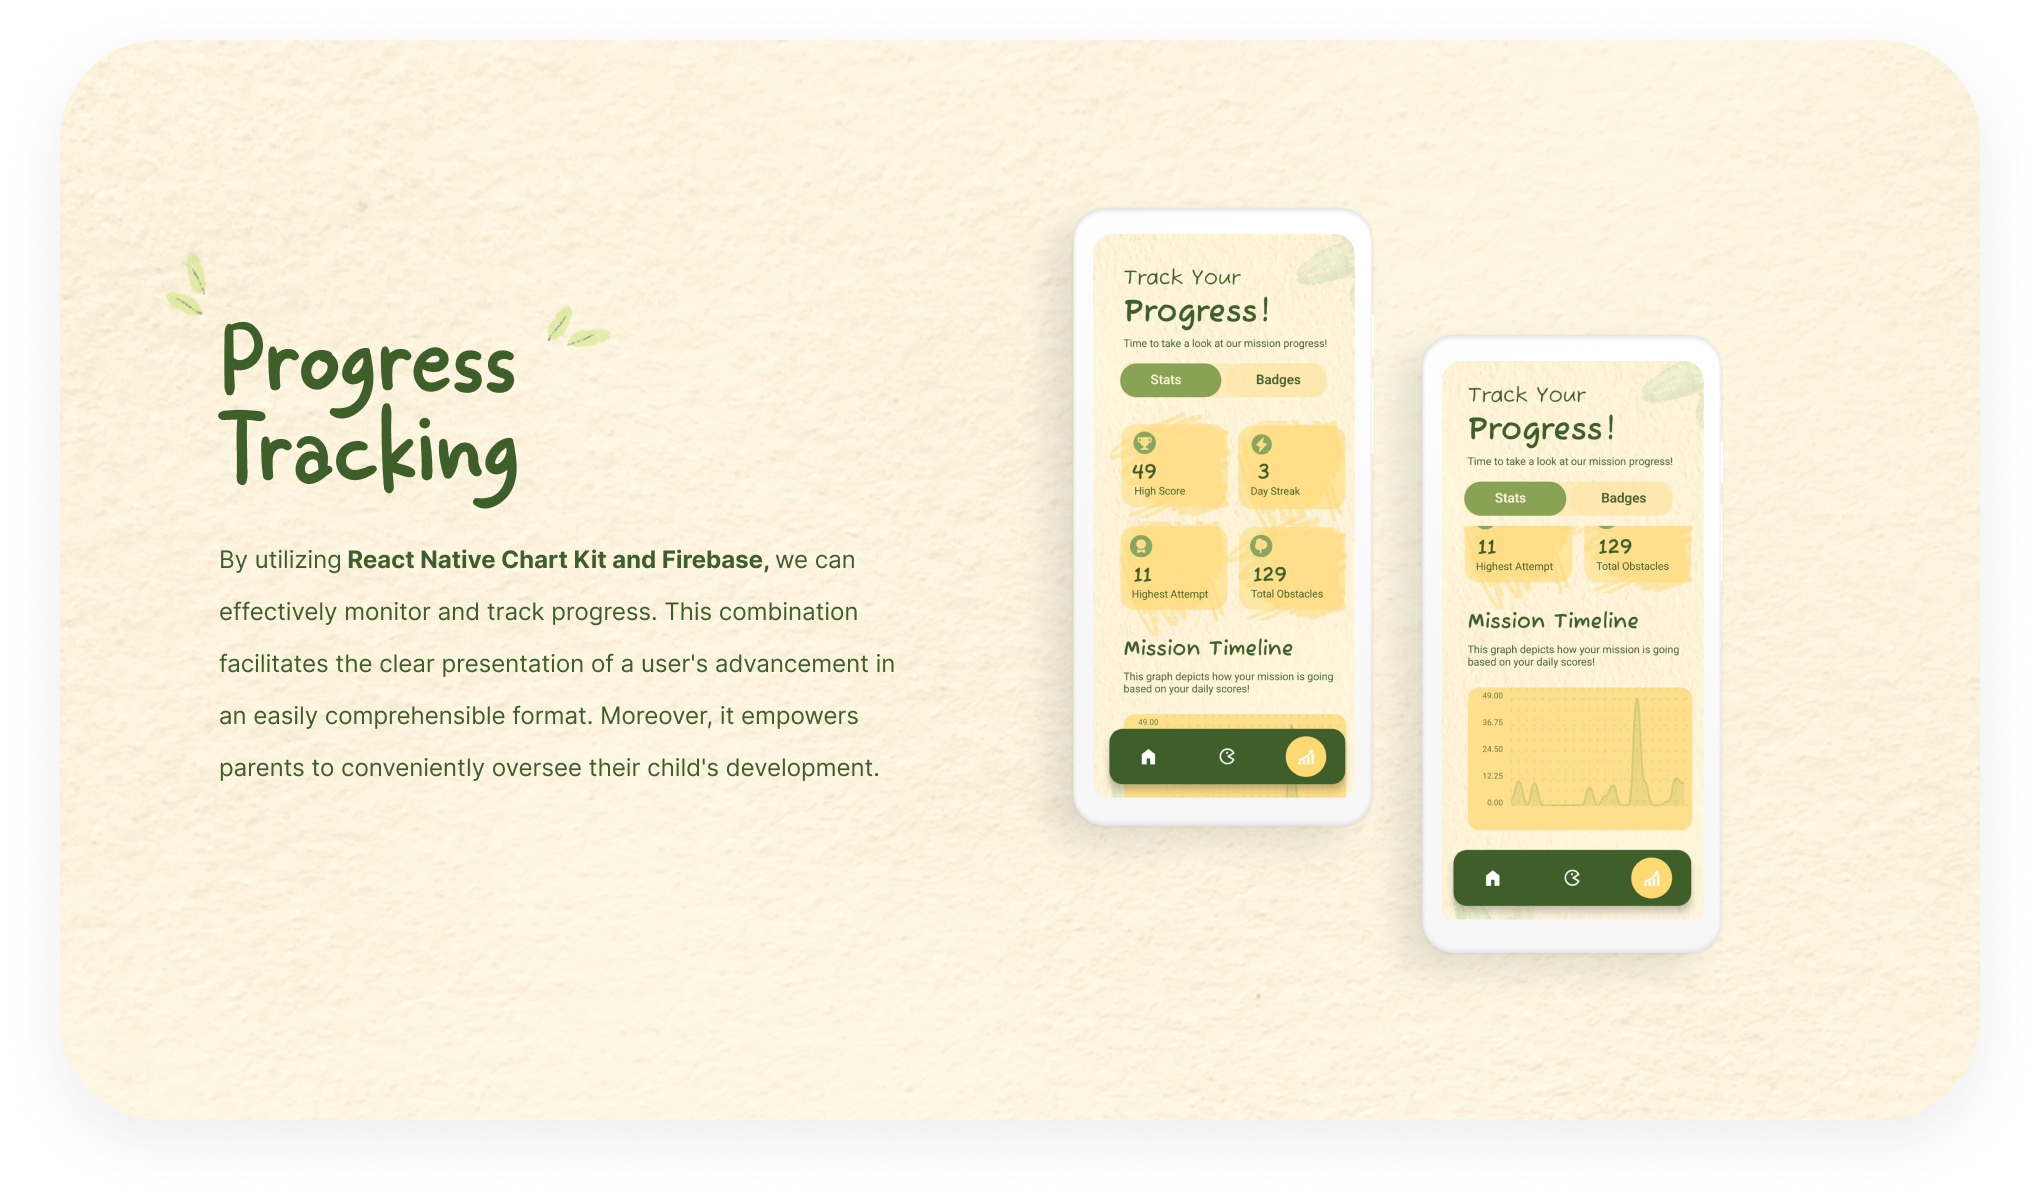 Progress
Tracking
By utilizing React Native Chart Kit and Firebase, we can
effectively monitor and track progress. This combination
facilitates the clear presentation of a user's advancement in
an easily comprehensible format. Moreover, it empowers
parents to conveniently oversee their child's development.
Track Your
Progress!
Time to take a look at our mission progress!
Stats Badges
49 3
High Score Day Streak
11 129
Highest Attempt Total Obstacles
Mission Timeline
This graph depicts how your mission is going
based on your daily scores!
49.00
Track Your
Progress!
Time to take a look at our mission progress!
Stats Badges
11 129
Highest Attempt Total Obstacles
Mission Timeline
This graph depicts how your mission is going
based on your daily scores!
49.00
36.75
24.50
12.25
0.00